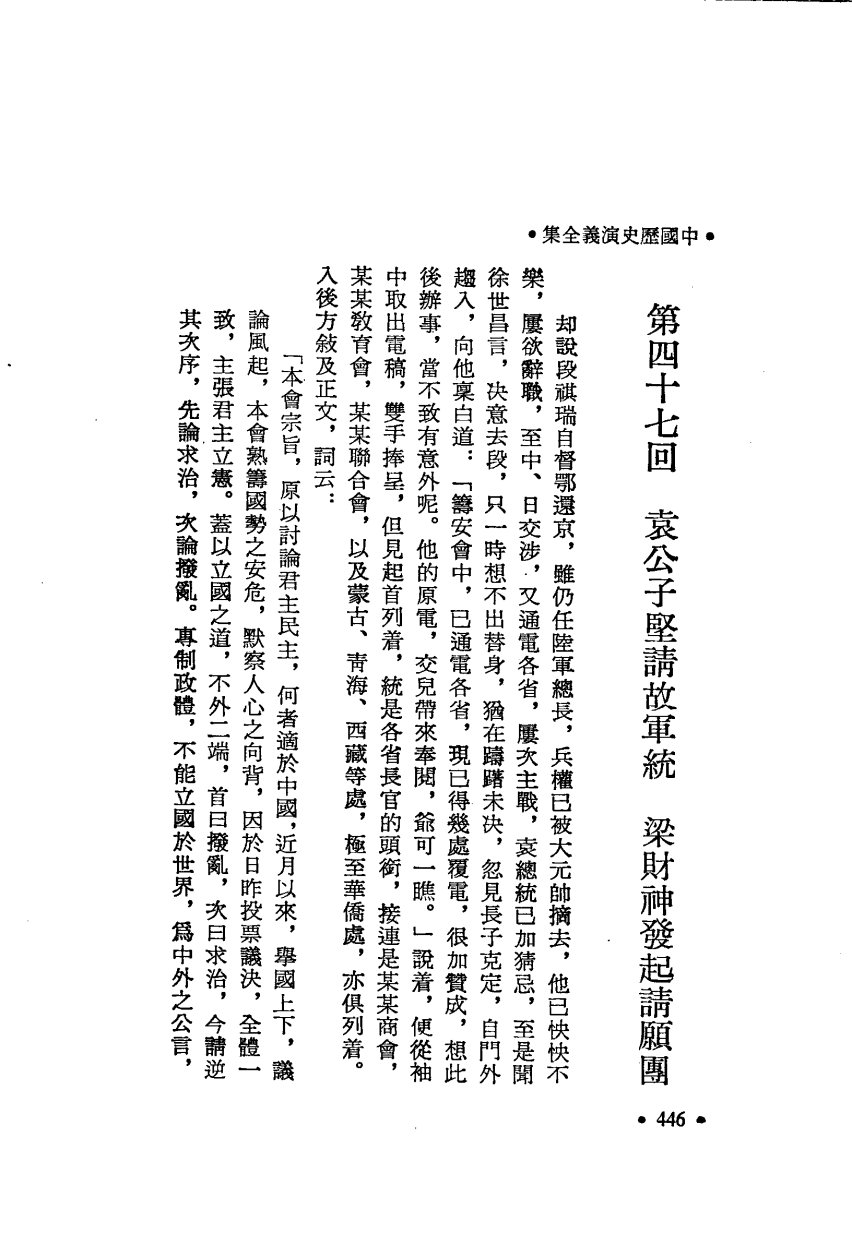 •中國歷史演義全集•
第四十七回　袁公子堅請故軍統　梁財神發起請願團
却說段祺瑞自督鄂還京，雖仍任陸軍總長，兵權已被大元帥摘去，他已怏怏不
樂，屢欲辭職，至中、日交涉，又通電各省，屢次主戰，袁總統已加猜忌，至是聞
徐世昌言，决意去段，只一時想不出替身，猶在躊躇未决，忽見長子克定，自門外
趨入，向他稟白道：「籌安會中，已通電各省，現已得幾處覆電，很加贊成，想此
後辦事，當不致有意外呢。他的原電，交兒帶來奉閱，爺可一瞧。」說着，便從袖
中取出電稿，雙手捧呈，但見起首列着，統是各省長官的頭銜，接連是某某商會，
某某教育會，某某聯合會，以及蒙古、靑海、西藏等處，極至華僑處，亦俱列着。
入後方敍及正文，詞云：
「本會宗旨，原以討論君主民主，何者適於中國，近月以來，舉國上下，議
論風起，本會熟籌國勢之安危，默察人心之向背，因於日昨投票議決，全體一
致，主張君主立憲。蓋以立國之道，不外二端，首曰撥亂，次曰求治，今請逆
其次序，先論求治，次論撥亂。專制政體，不能立國於世界，爲中外之公言，
•446•